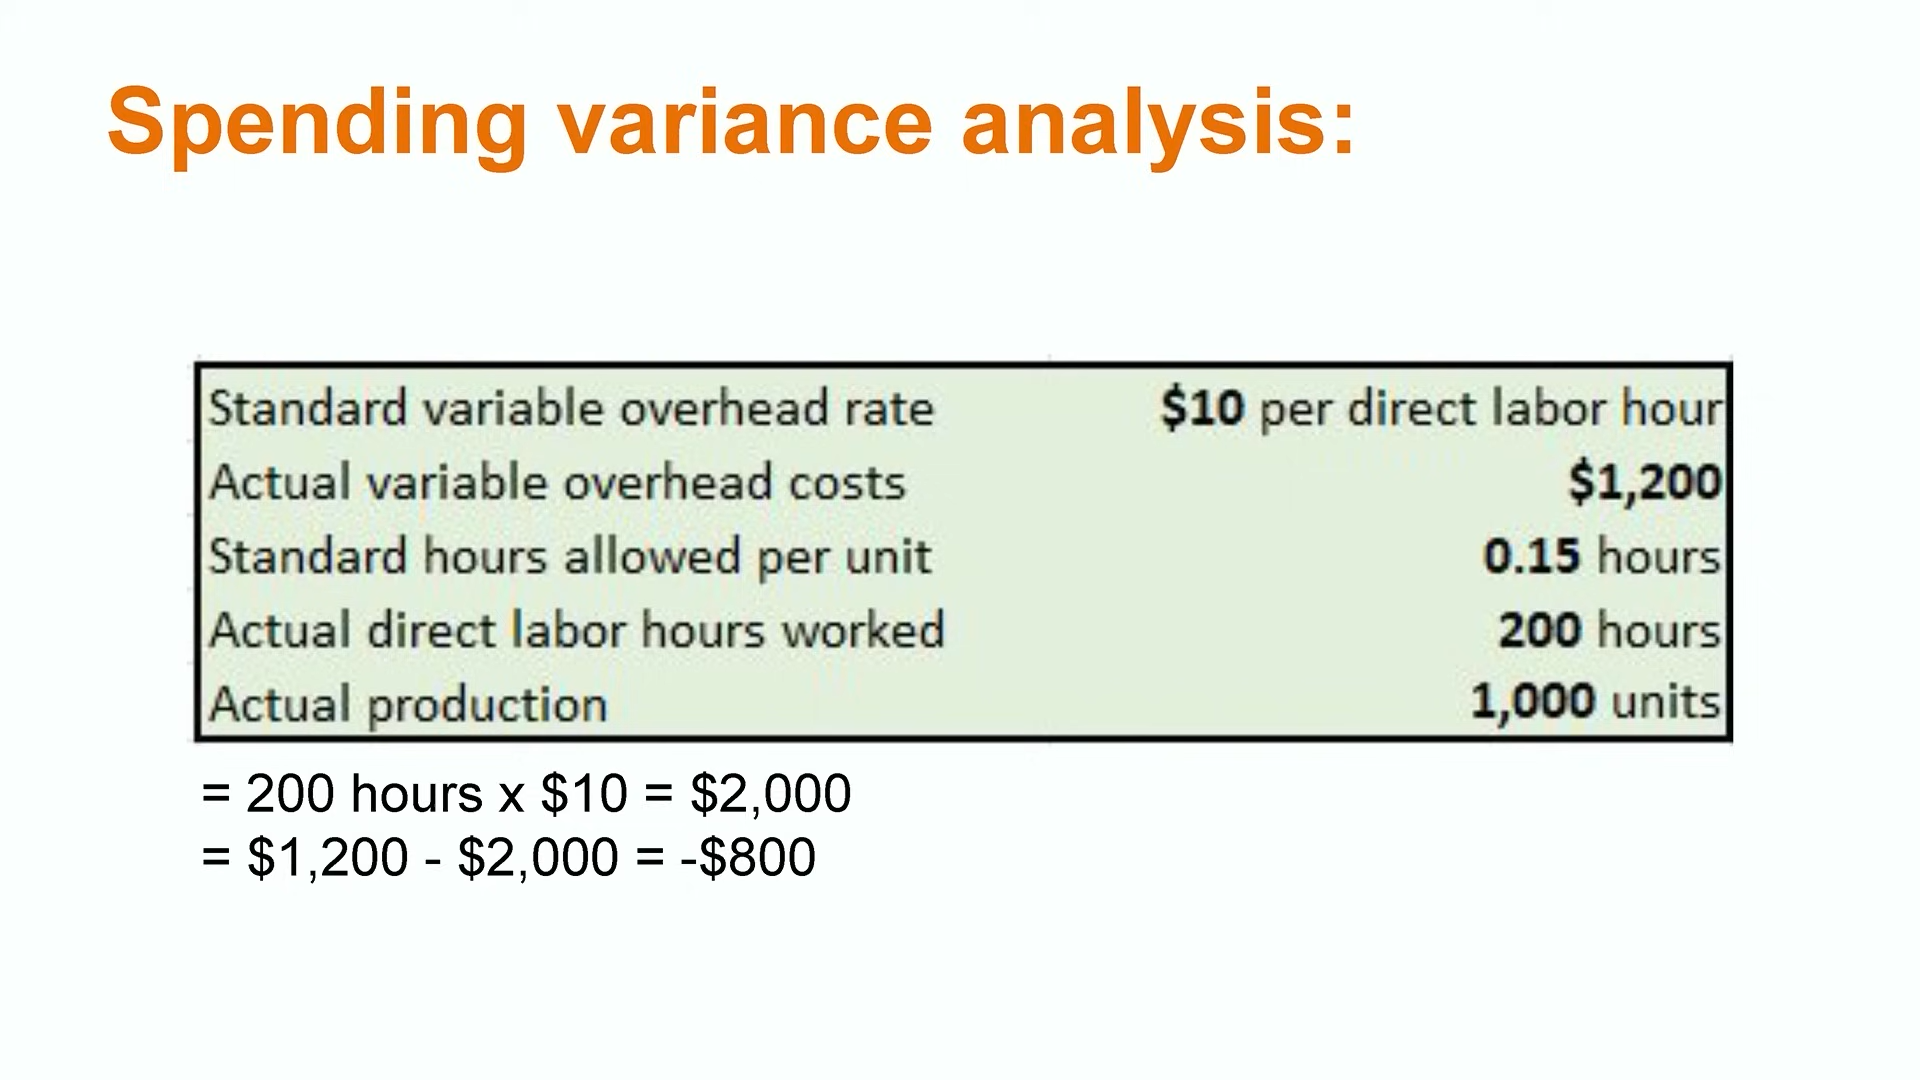 Spending variance analysis:
Standard variable overhead rate $10 per direct labor hour
Actual variable overhead costs $1,200
Standard hours allowed per unit 0.15 hours
Actual direct labor hours worked 200 hours
Actual production 1,000 units
= 200 hours x $10 = $2,000
= $1,200 - $2,000 = -$800